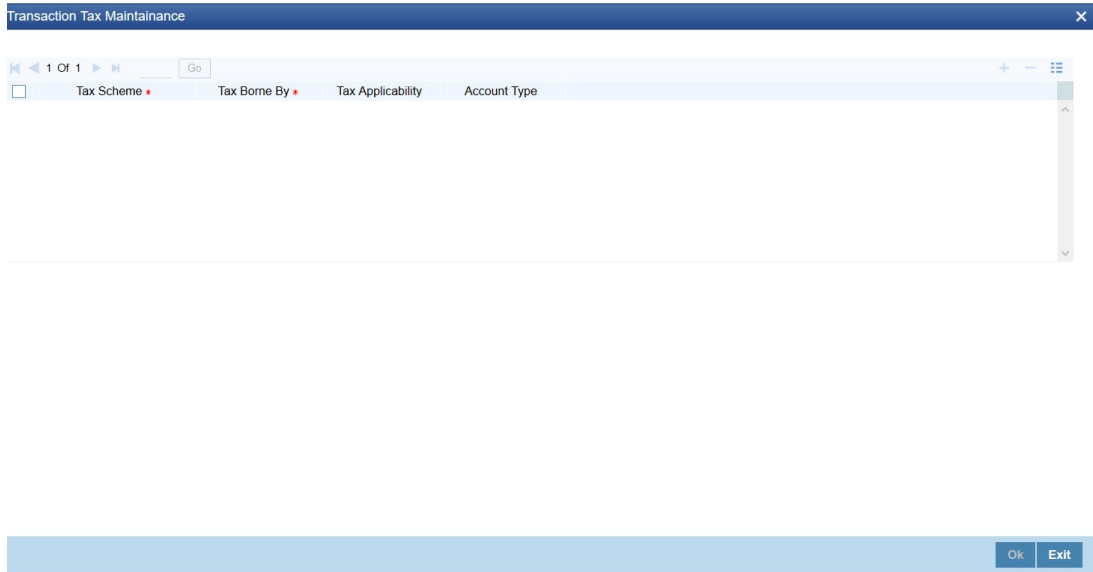 Transaction Tax Maintainance
1 Of 1 Go
Tax Scheme * Tax Borne By * Tax Applicability Account Type
Ok Exit